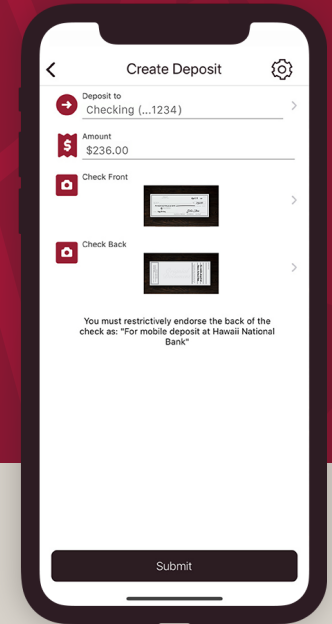 Create Deposit
Deposit to
Checking (...1234)
Amount
$
$236.00
Check Front
Check Back
You must restrictively endorse the back of the
check as: "For mobile deposit at Hawaii National
Bank"
Submit